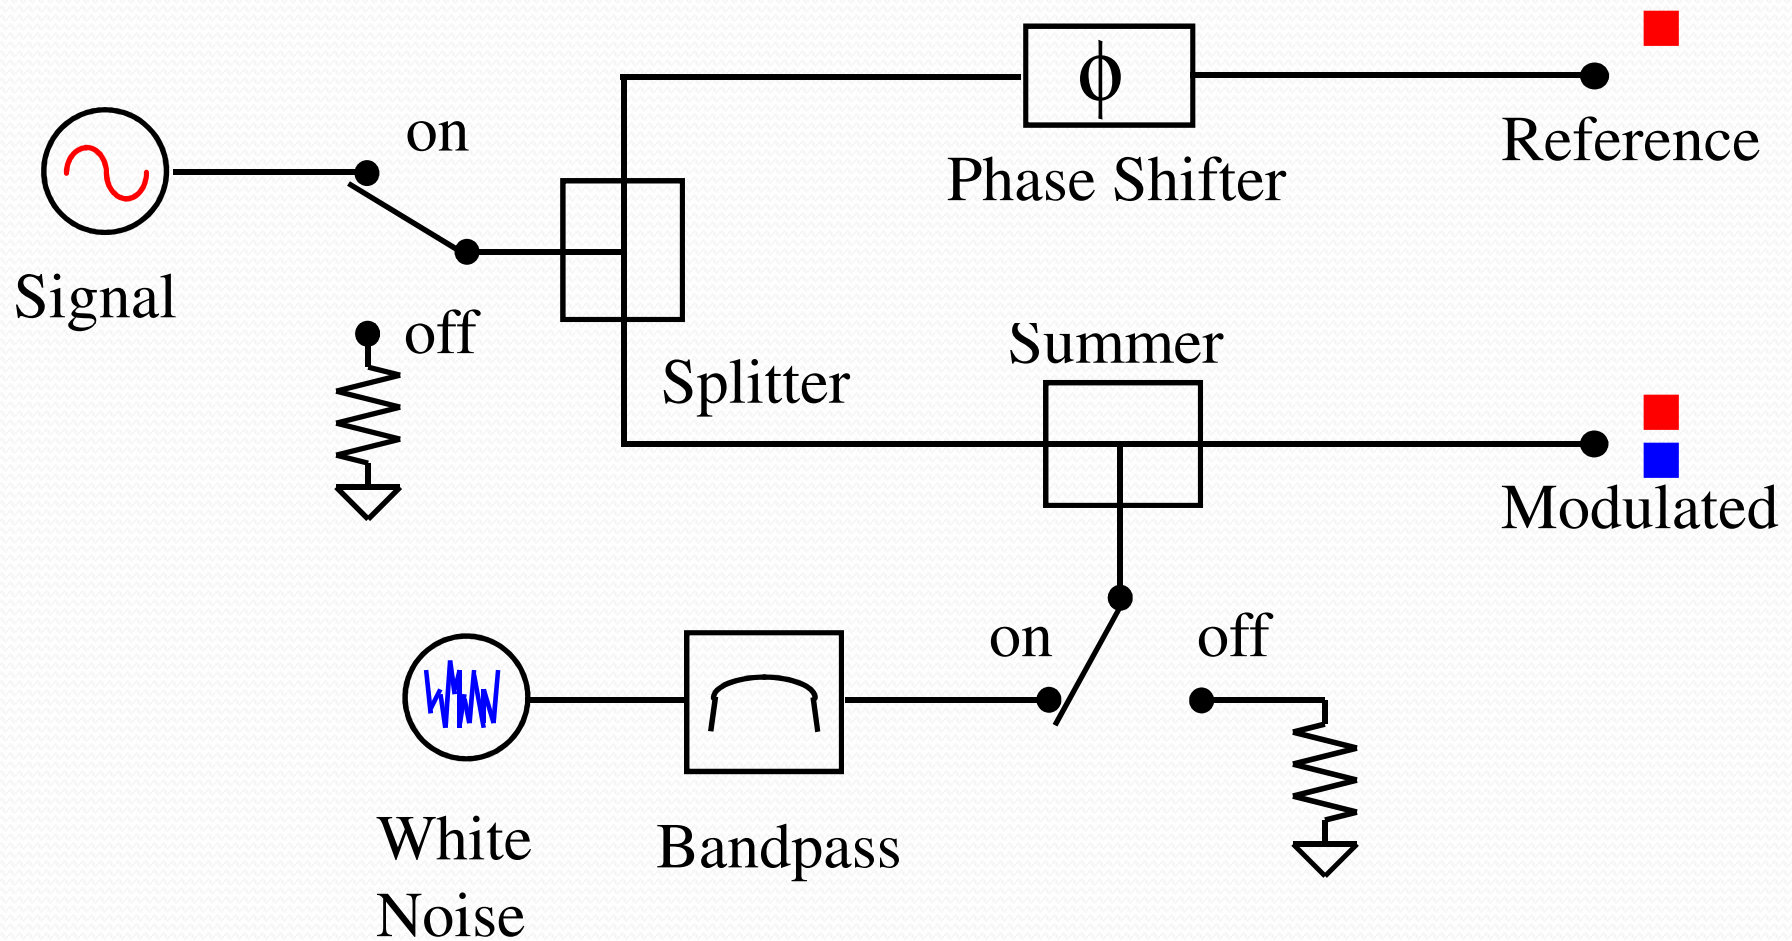 on
ϕ
Reference
Phase Shifter
Signal
off
Splitter
Summer
Modulated
on
off
White
Noise
Bandpass